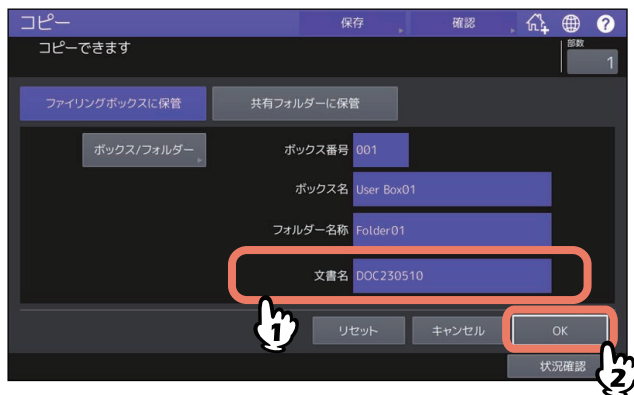 コピー 保存 確認 ?
コピーできます 部数 1
ファイリングボックスに保管 共有フォルダーに保管
ボックス/フォルダー ボックス番号 001
ボックス名 User Box01
フォルダー名称 Folder01
文書名 DOC230510
1 リセット キャンセル OK
状況確認 2